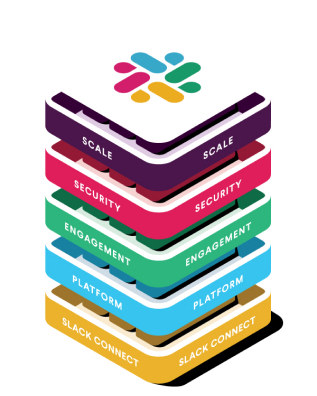 SCALE SCALE
SECURITY SECURITY
ENGAGEMENT ENGAGEMENT
PLATFORM PLATFORM
SLACK CONNECT SLACK CONNECT